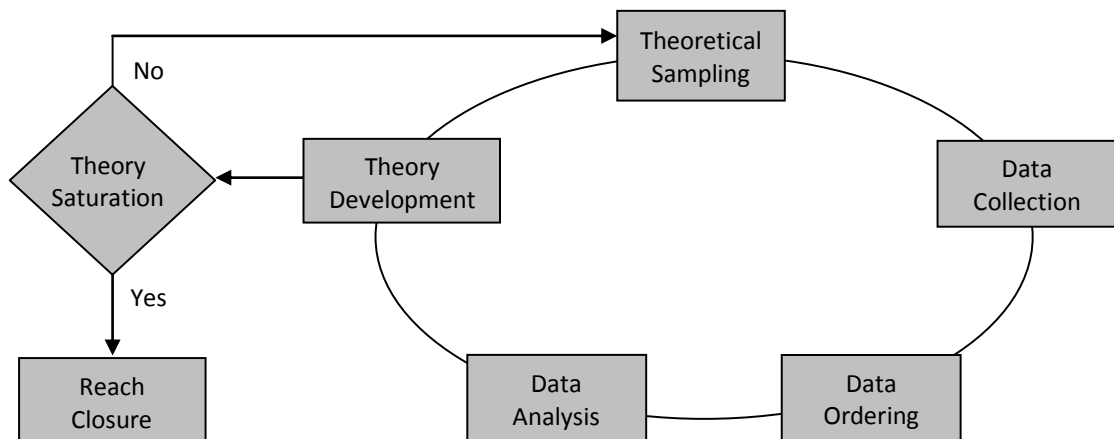 Theoretical
Sampling
No
Theory
Saturation
Theory
Development
Data
Collection
Yes
Reach
Closure
Data
Analysis
Data
Ordering